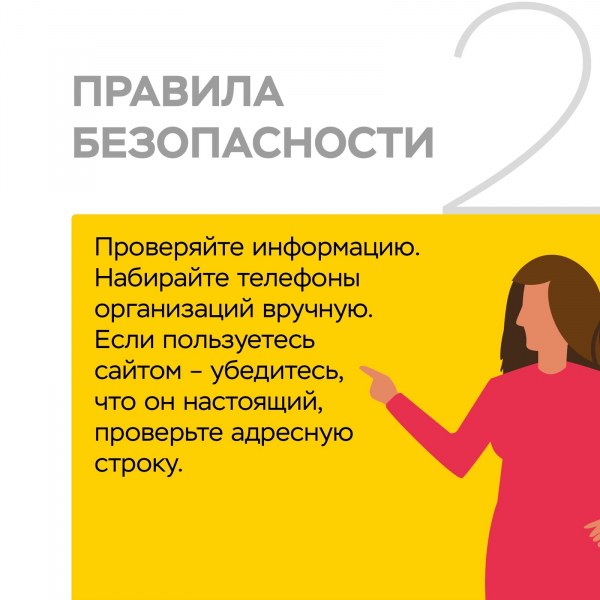 2
ПРАВИЛА
БЕЗОПАСНОСТИ
Проверяйте информацию.
Набирайте телефоны
организаций вручную.
Если пользуетесь
сайтом – убедитесь,
что он настоящий,
проверьте адресную
строку.